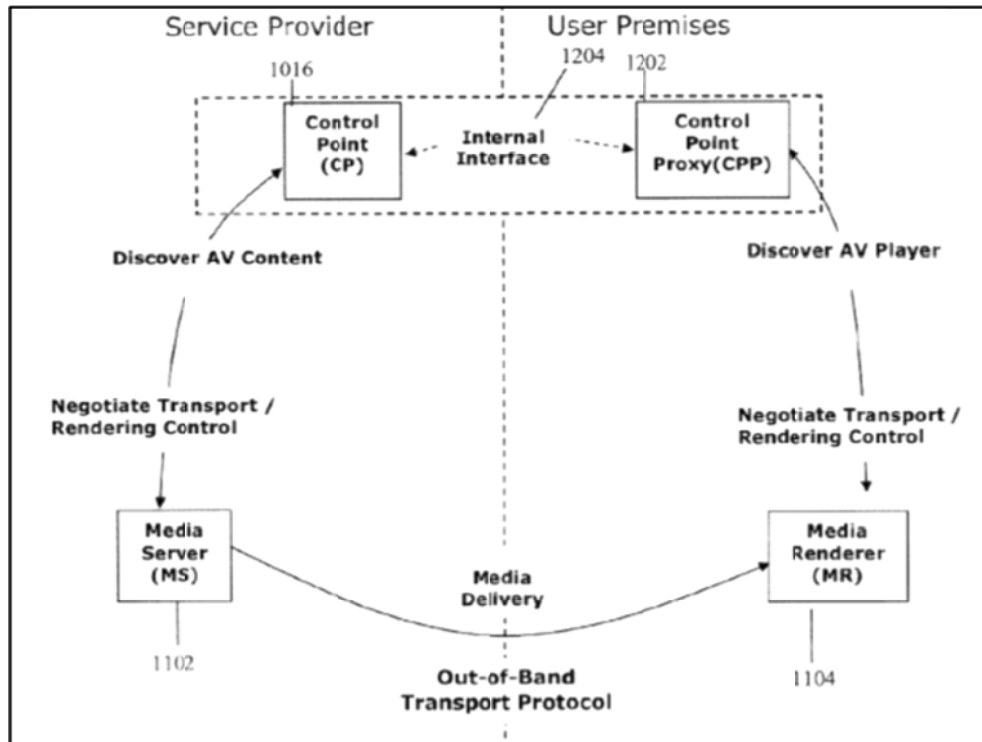 Service Provider
User Premises
1016
1204
1202
Control
Point
(CP)
Internal
Interface
Control
Point
Proxy(CPP)
Discover AV Content
Discover AV Player
Negotiate Transport /
Rendering Control
Negotiate Transport /
Rendering Control
Media
Server
(MS)
Media
Delivery
Media
Renderer
(MR)
1102
Out-of-Band
Transport Protocol
1104